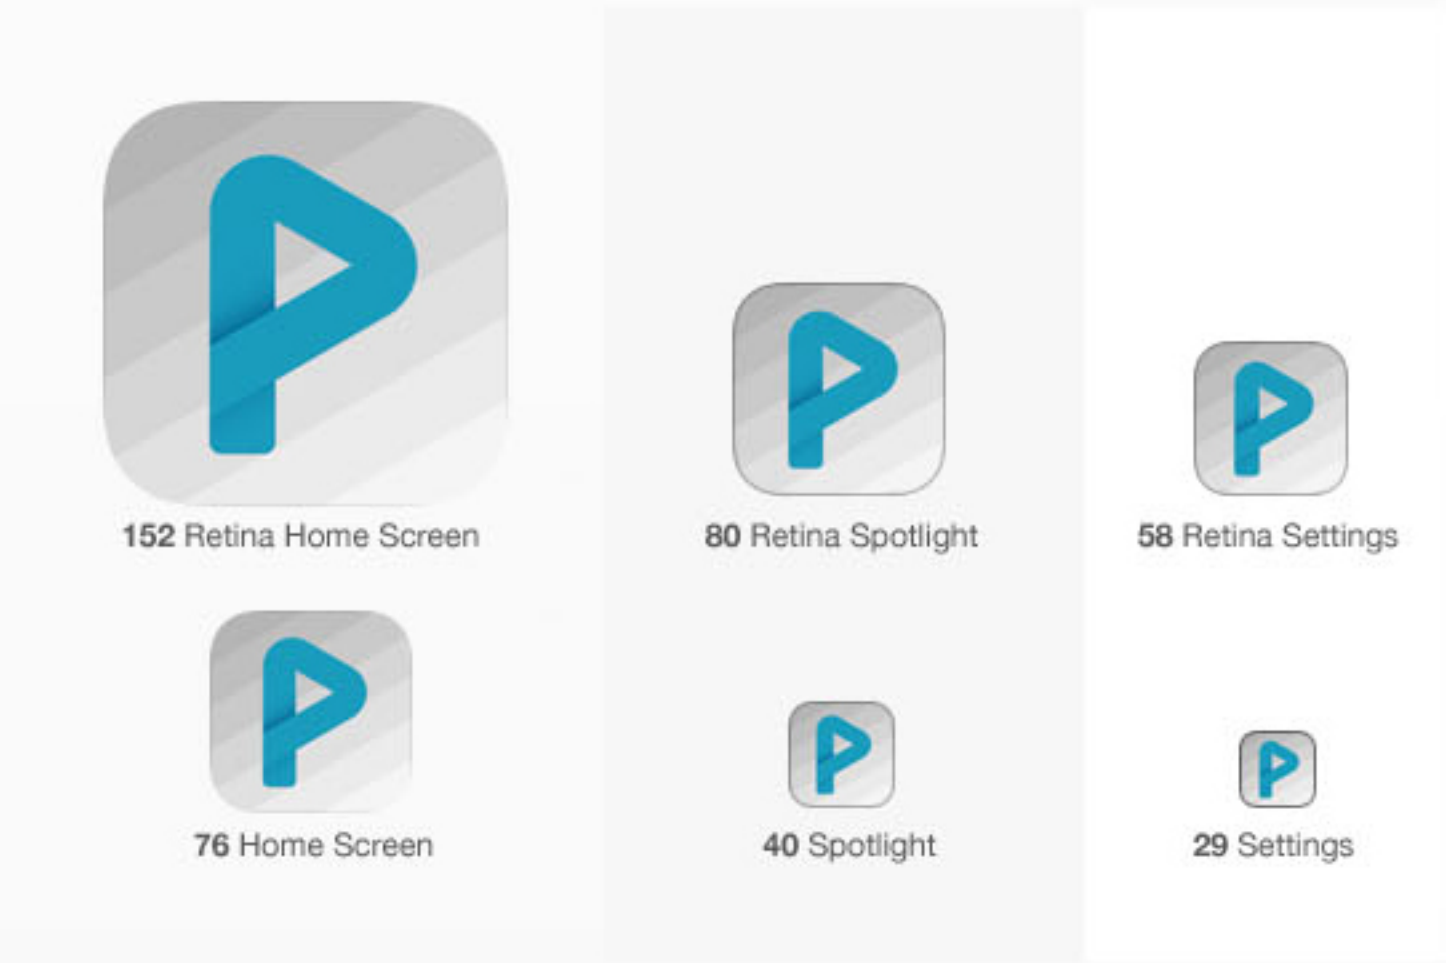 152 Retina Home Screen
80 Retina Spotlight
58 Retina Settings
76 Home Screen
40 Spotlight
29 Settings